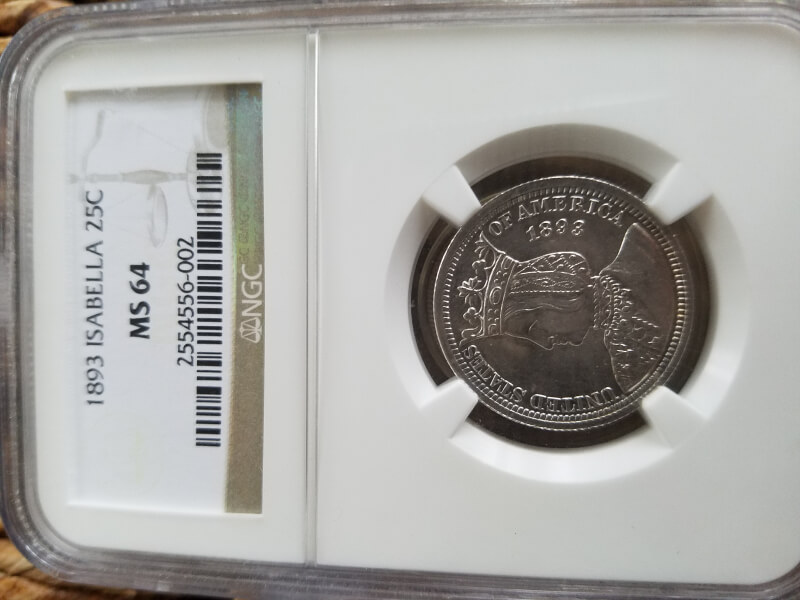 1893 ISABELLA 25C
MS 64
2554556-002
NGC
UNITED STATES
OF AMERICA
1893